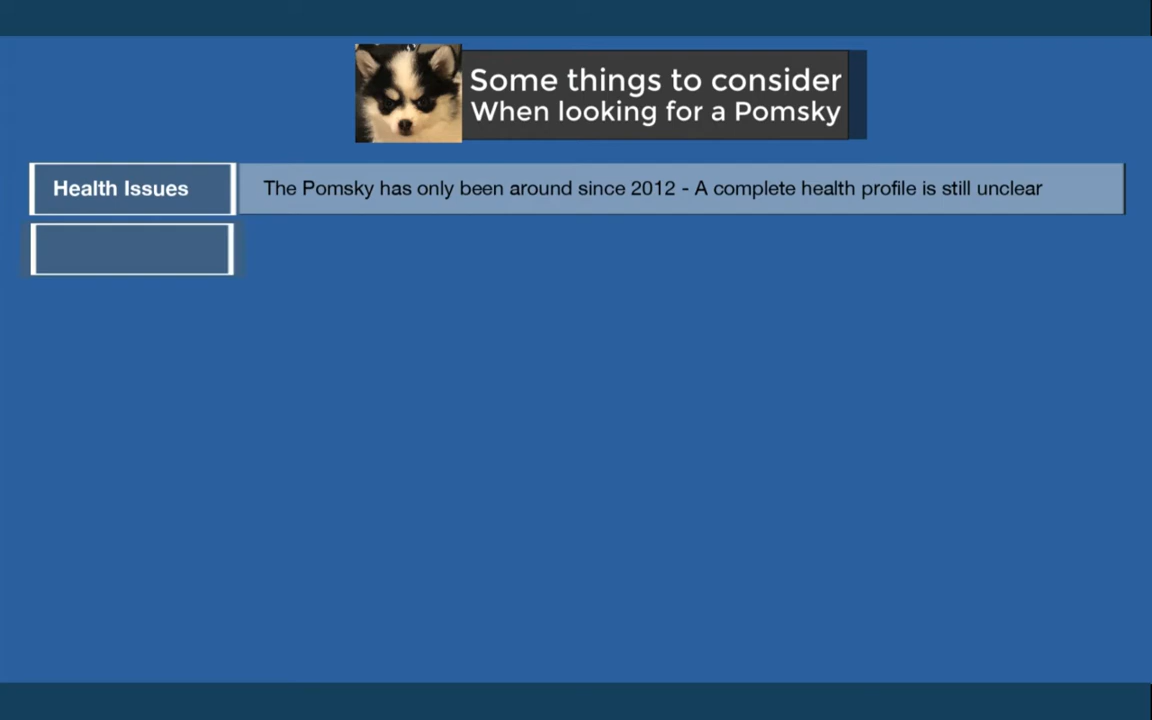 Some things to consider
When looking for a Pomsky
Health Issues
The Pomsky has only been around since 2012 - A complete health profile is still unclear